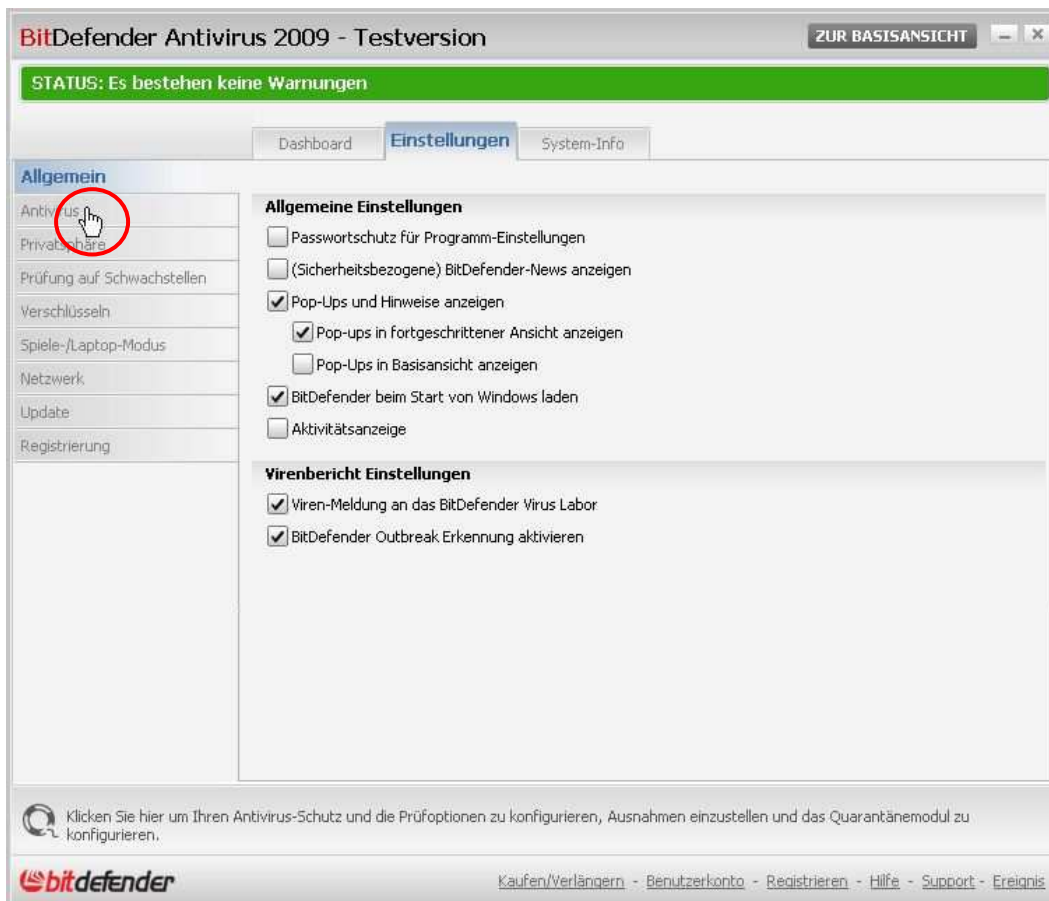 BitDefender Antivirus 2009 - Testversion
ZUR BASISANSICHT
STATUS: Es bestehen keine Warnungen
Dashboard
Einstellungen
System-Info
Allgemein
Antivirus
Privatsphäre
Prüfung auf Schwachstellen
Verschlüsseln
Spiele-/Laptop-Modus
Netzwerk
Update
Registrierung
Allgemeine Einstellungen
Passwortschutz für Programm-Einstellungen
(Sicherheitsbezogene) BitDefender-News anzeigen
Pop-Ups und Hinweise anzeigen
Pop-ups in fortgeschrittener Ansicht anzeigen
Pop-Ups in Basisansicht anzeigen
BitDefender beim Start von Windows laden
Aktivitätsanzeige
Virenbericht Einstellungen
Viren-Meldung an das BitDefender Virus Labor
BitDefender Outbreak Erkennung aktivieren
Klicken Sie hier um Ihren Antivirus-Schutz und die Prüfoptionen zu konfigurieren, Ausnahmen einzustellen und das Quarantänemodul zu
konfigurieren.
bitdefender
Kaufen/Verlängern - Benutzerkonto - Registrieren - Hilfe - Support - Ereignis